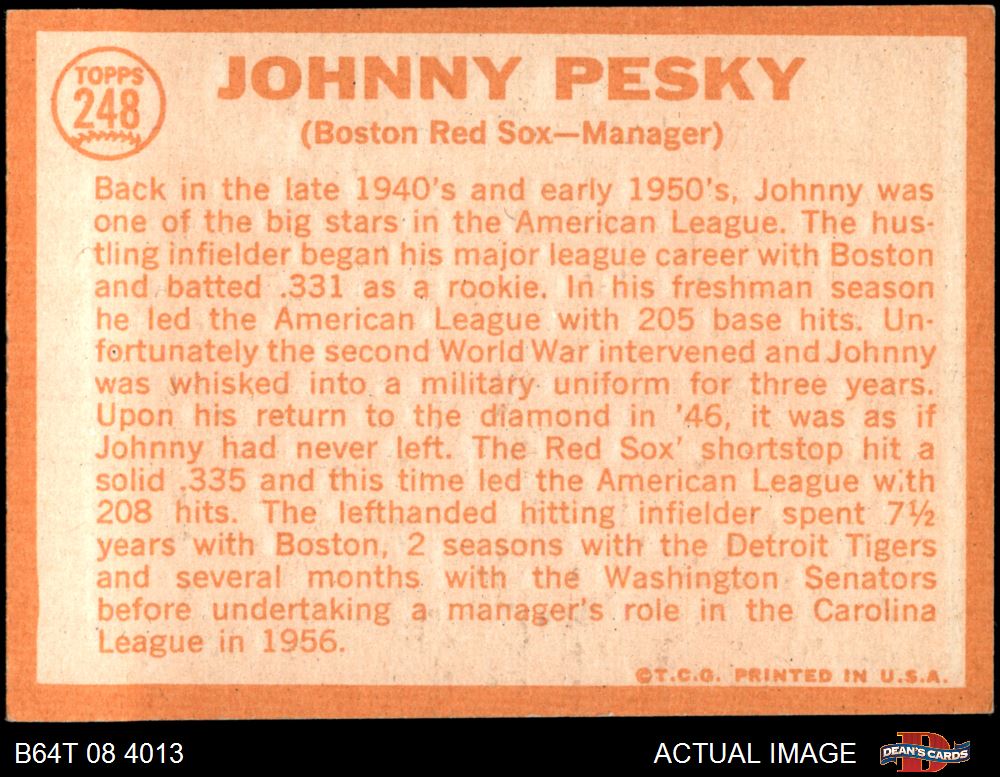 TOPPS
248
JOHNNY PESKY
(Boston Red Sox—Manager)
Back in the late 1940's and early 1950's, Johnny was
one of the big stars in the American League. The hus-
tling infielder began his major league career with Boston
and batted .331 as a rookie. In his freshman season
he led the American League with 205 base hits. Un-
fortunately the second World War intervened and Johnny
was whisked into a military uniform for three years.
Upon his return to the diamond in '46, it was as if
Johnny had never left. The Red Sox' shortstop hit a
solid .335 and this time led the American League with
208 hits. The lefthanded hitting infielder spent 7½
years with Boston, 2 seasons with the Detroit Tigers
and several months with the Washington Senators
before undertaking a manager's role in the Carolina
League in 1956.
©T.C.G. PRINTED IN U.S.A.
B64T 08 4013
ACTUAL IMAGE
D
DEAN'S CARDS